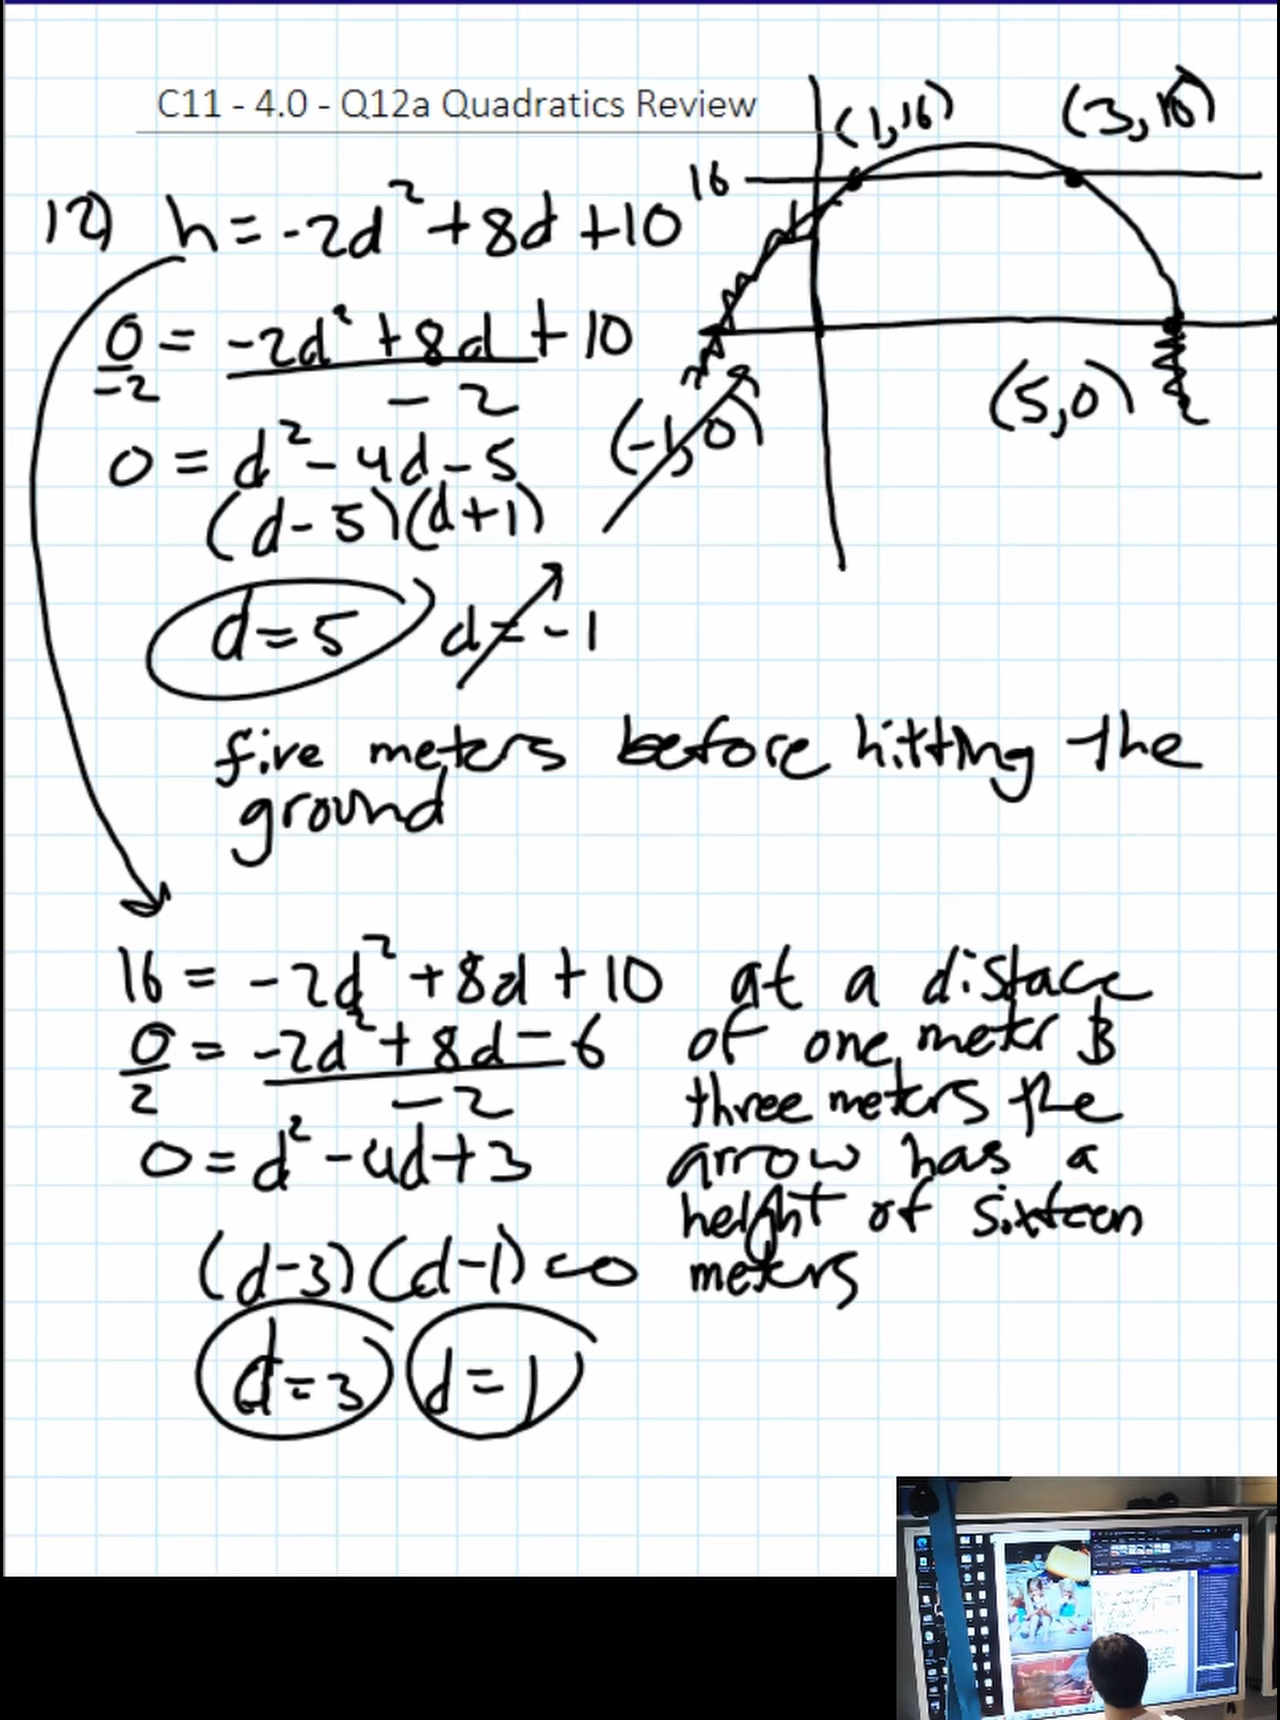 C11 - 4.0 - Q12a Quadratics Review
12) h = -2d² + 8d + 10
0/-2 = (-2d² + 8d + 10)/-2
0 = d² - 4d - 5
(d - 5)(d + 1)
d = 5 d = -1
five meters before hitting the
ground
16
(1, 16)
(3, 16)
(-1, 0)
(5, 0)
16 = -2d² + 8d + 10
0/2 = (-2d² + 8d - 6)/-2
0 = d² - 4d + 3
(d - 3)(d - 1) = 0
d = 3 d = 1
at a distace
of one meter &
three meters the
arrow has a
height of sixteen
meters